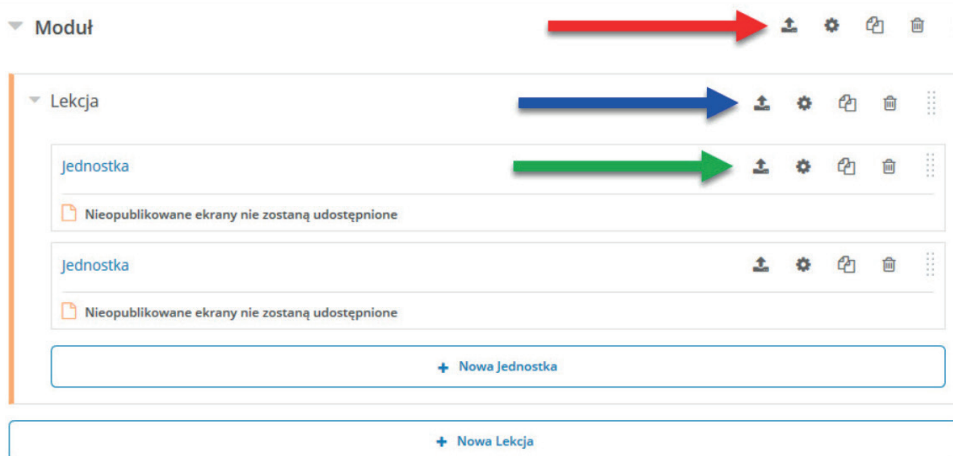 Moduł
Lekcja
Jednostka
Nieopublikowane ekrany nie zostaną udostępnione
Jednostka
Nieopublikowane ekrany nie zostaną udostępnione
+ Nowa Jednostka
+ Nowa Lekcja